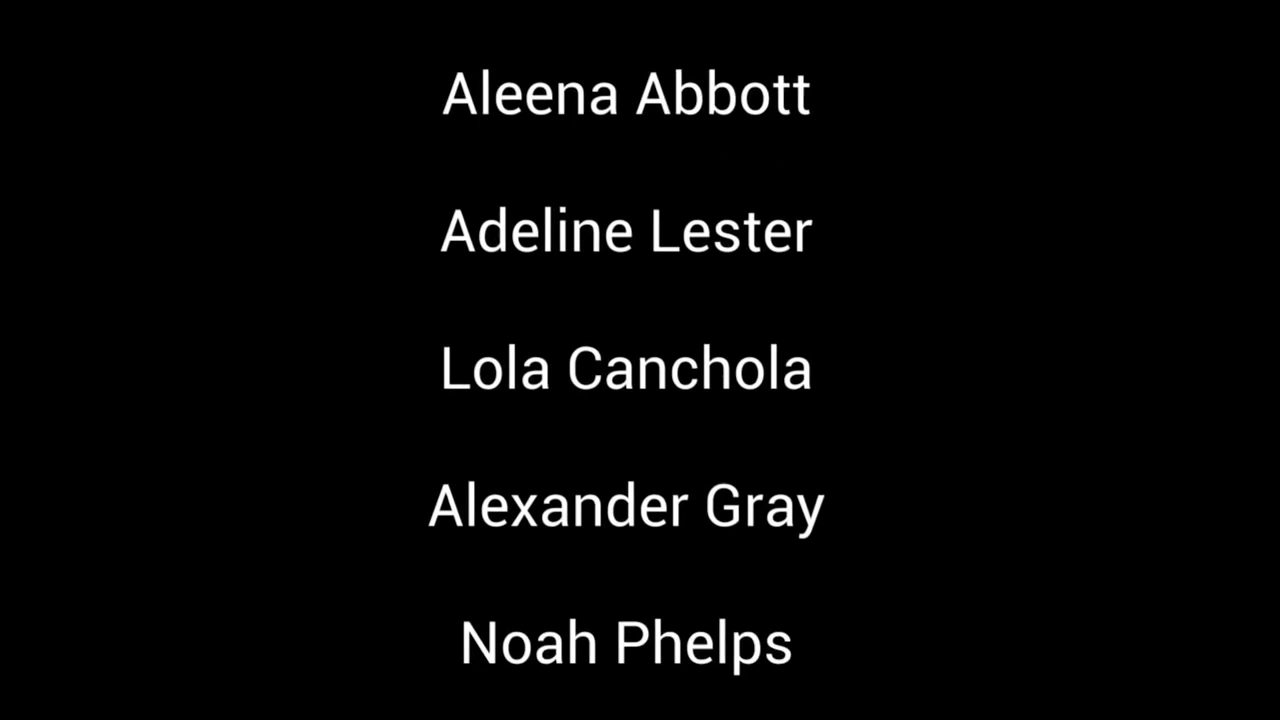 Aleena Abbott
Adeline Lester
Lola Canchola
Alexander Gray
Noah Phelps